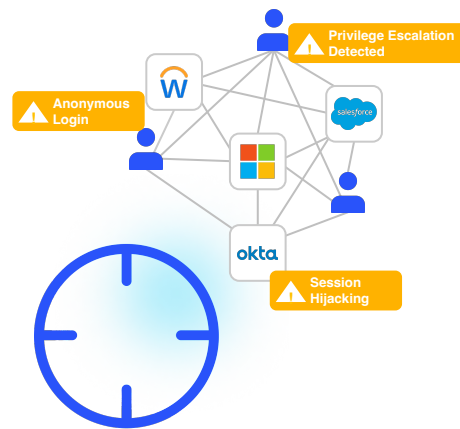 Privilege Escalation
Detected
W
Anonymous
Login
salesforce
okta
Session
Hijacking